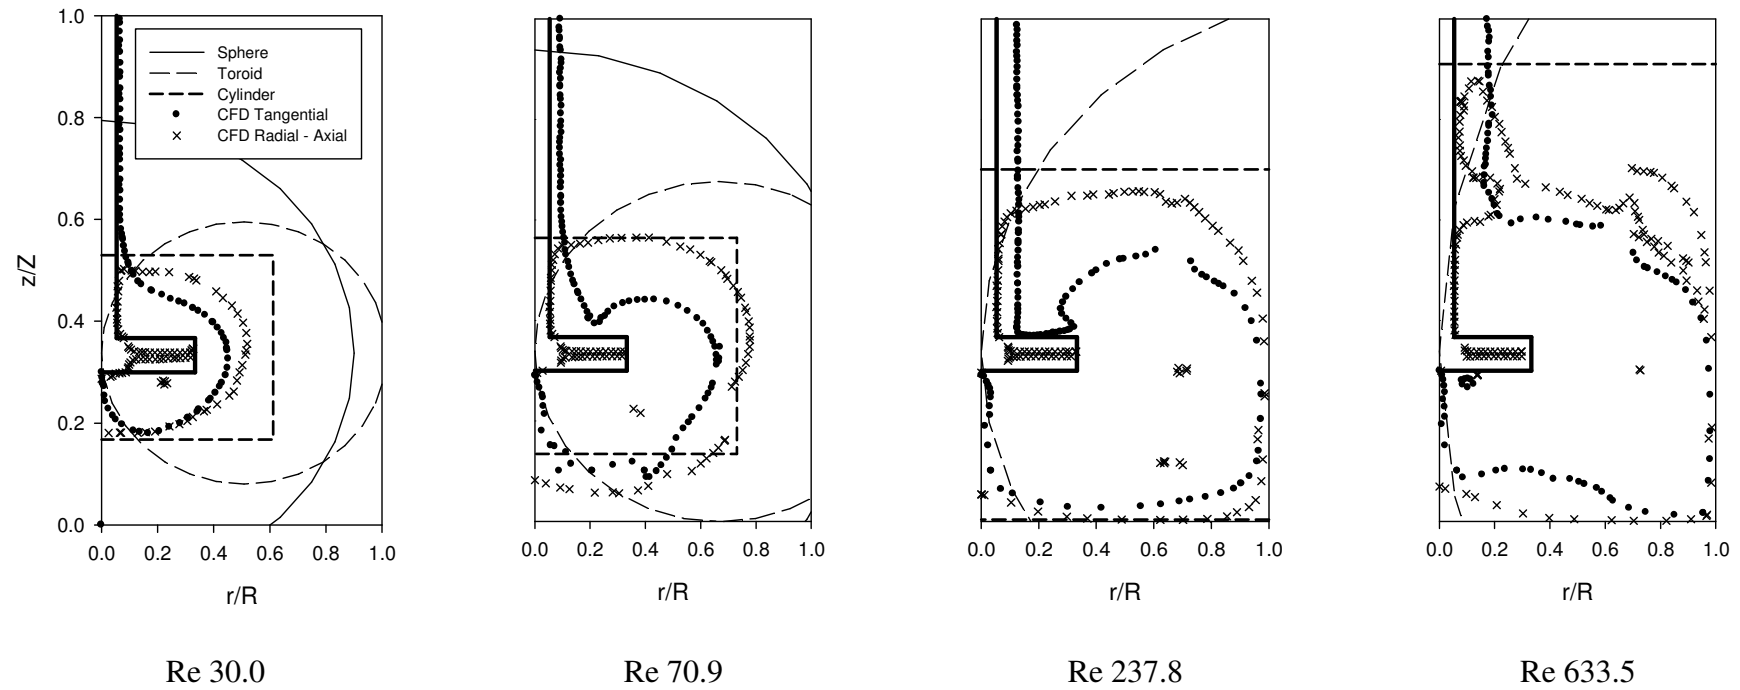 1.0
0.8
0.6
0.4
0.2
0.0
z/Z
Sphere
Toroid
Cylinder
CFD Tangential
CFD Radial - Axial
0.0 0.2 0.4 0.6 0.8 1.0
r/R
0.0 0.2 0.4 0.6 0.8 1.0
r/R
0.0 0.2 0.4 0.6 0.8 1.0
r/R
0.0 0.2 0.4 0.6 0.8 1.0
r/R
Re 30.0
Re 70.9
Re 237.8
Re 633.5